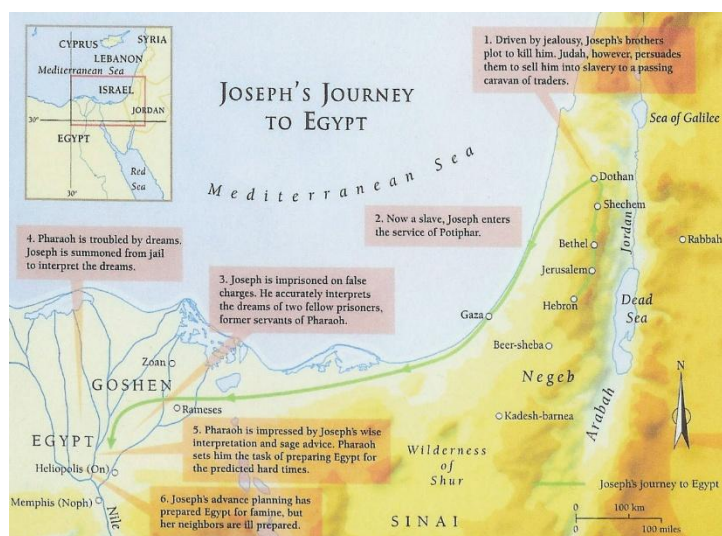 CYPRUS
SYRIA
LEBANON
Mediterranean Sea
ISRAEL
JORDAN
30°
EGYPT
Red
Sea
30°
JOSEPH'S JOURNEY
TO EGYPT
1. Driven by jealousy, Joseph's brothers
plot to kill him. Judah, however, persuades
them to sell him into slavery to a passing
caravan of traders.
Sea of Galilee
Mediterranean Sea
Dothan
Shechem
Jordan
2. Now a slave, Joseph enters
the service of Potiphar.
Bethel
Rabbah
Jerusalem
4. Pharaoh is troubled by dreams.
Joseph is summoned from jail
to interpret the dreams.
3. Joseph is imprisoned on false
charges. He accurately interprets
the dreams of two fellow prisoners,
former servants of Pharaoh.
Hebron
Dead
Sea
Gaza
Beer-sheba
Zoan
GOSHEN
Negeb
N
Rameses
Kadesh-barnea
Arabah
5. Pharaoh is impressed by Joseph's wise
interpretation and sage advice. Pharaoh
sets him the task of preparing Egypt for
the predicted hard times.
EGYPT
Wilderness
of
Shur
Heliopolis (On)
Joseph's journey to Egypt
Memphis (Noph)
Nile
6. Joseph's advance planning has
prepared Egypt for famine, but
her neighbors are ill prepared.
SINAI
0 100 km
0 100 miles